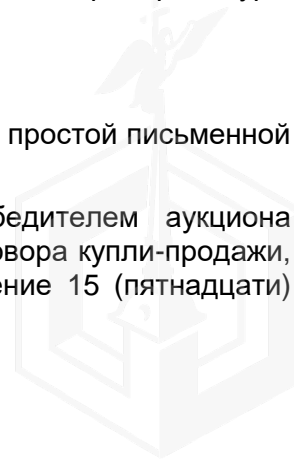 простой письменной
бедителем аукциона
овора купли-продажи,
ение 15 (пятнадцати)